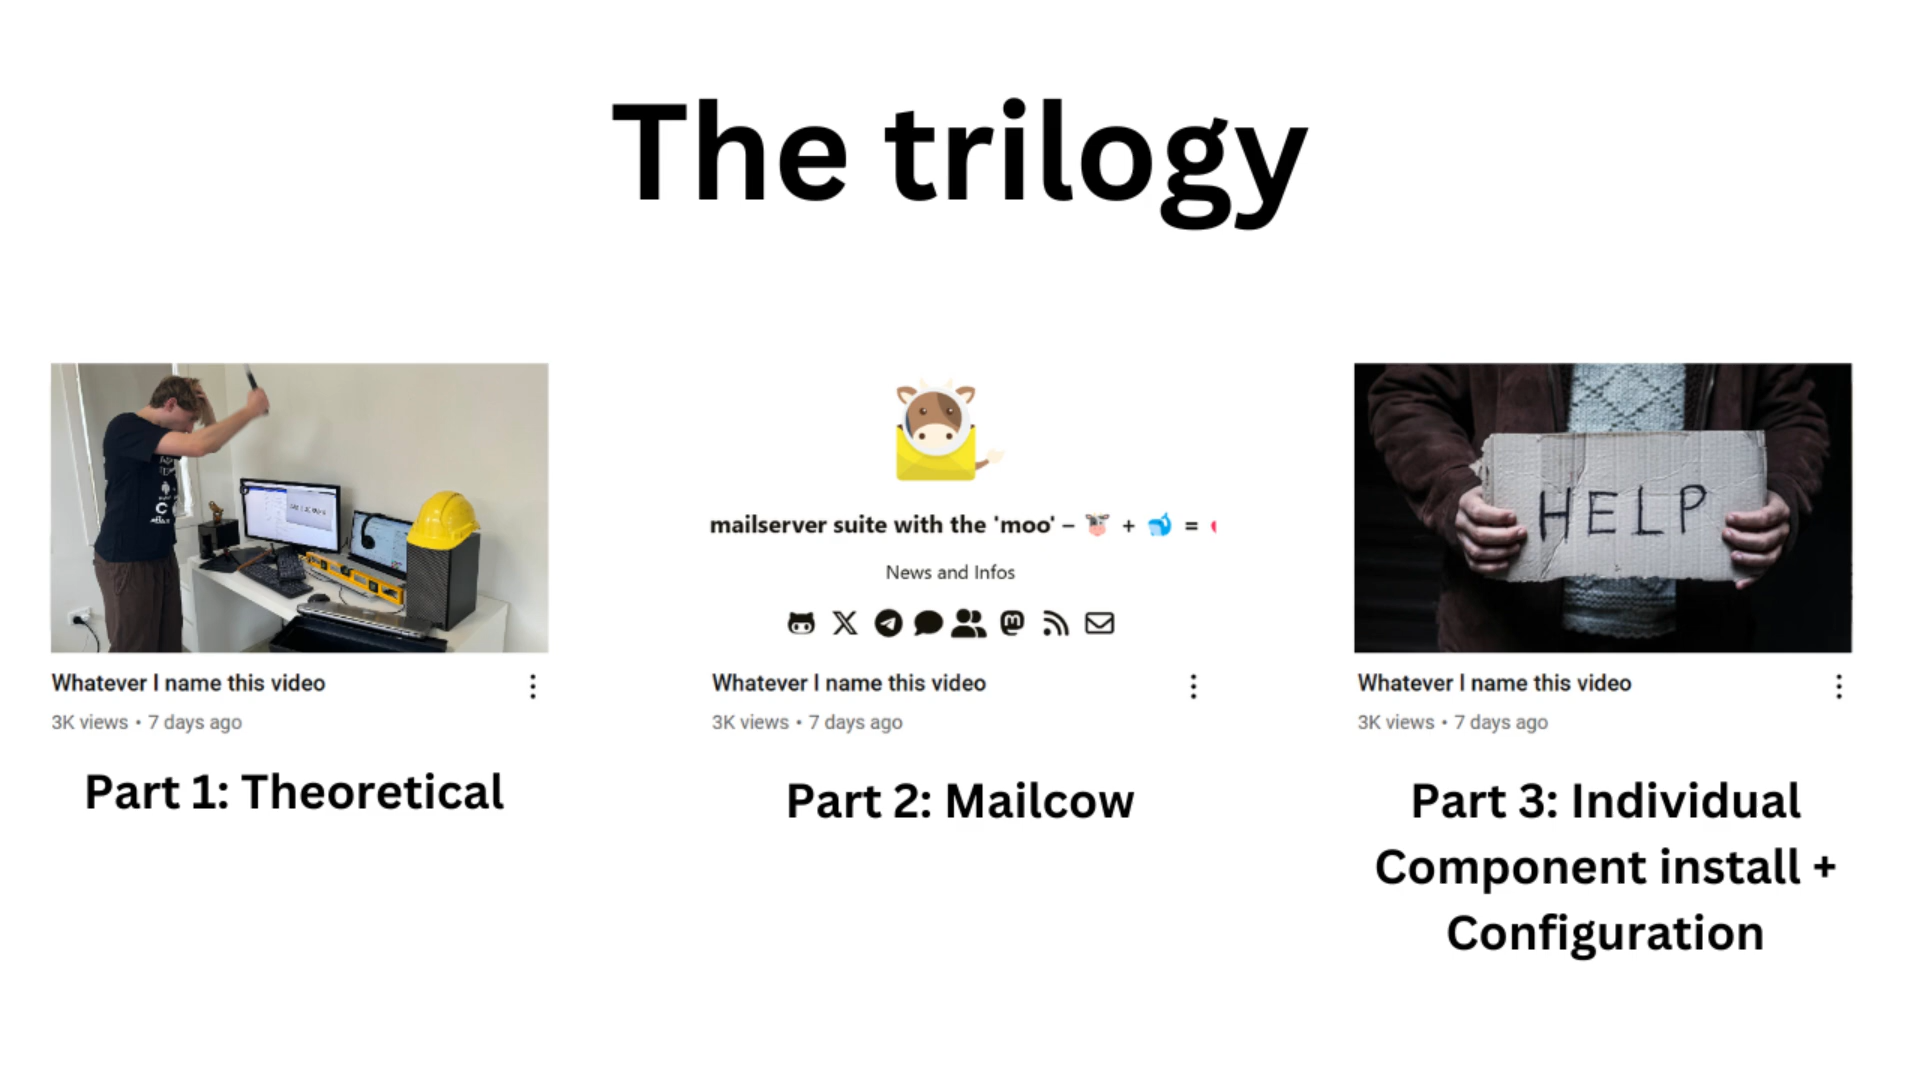 The trilogy
mailserver suite with the 'moo' – 🐮 + 🐋 =
News and Infos
HELP
Whatever I name this video
3K views • 7 days ago
Part 1: Theoretical
Whatever I name this video
3K views • 7 days ago
Part 2: Mailcow
Whatever I name this video
3K views • 7 days ago
Part 3: Individual
Component install +
Configuration